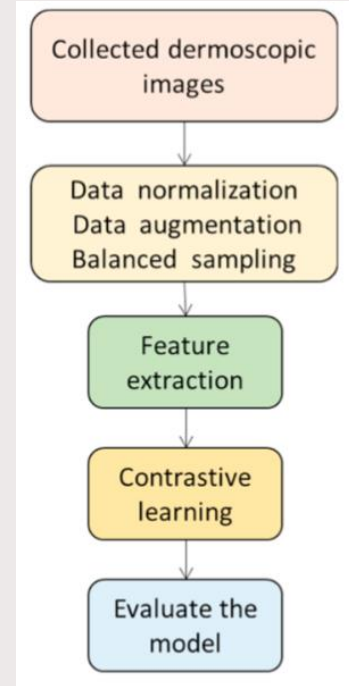 Collected dermoscopic
images
Data normalization
Data augmentation
Balanced sampling
Feature
extraction
Contrastive
learning
Evaluate the
model